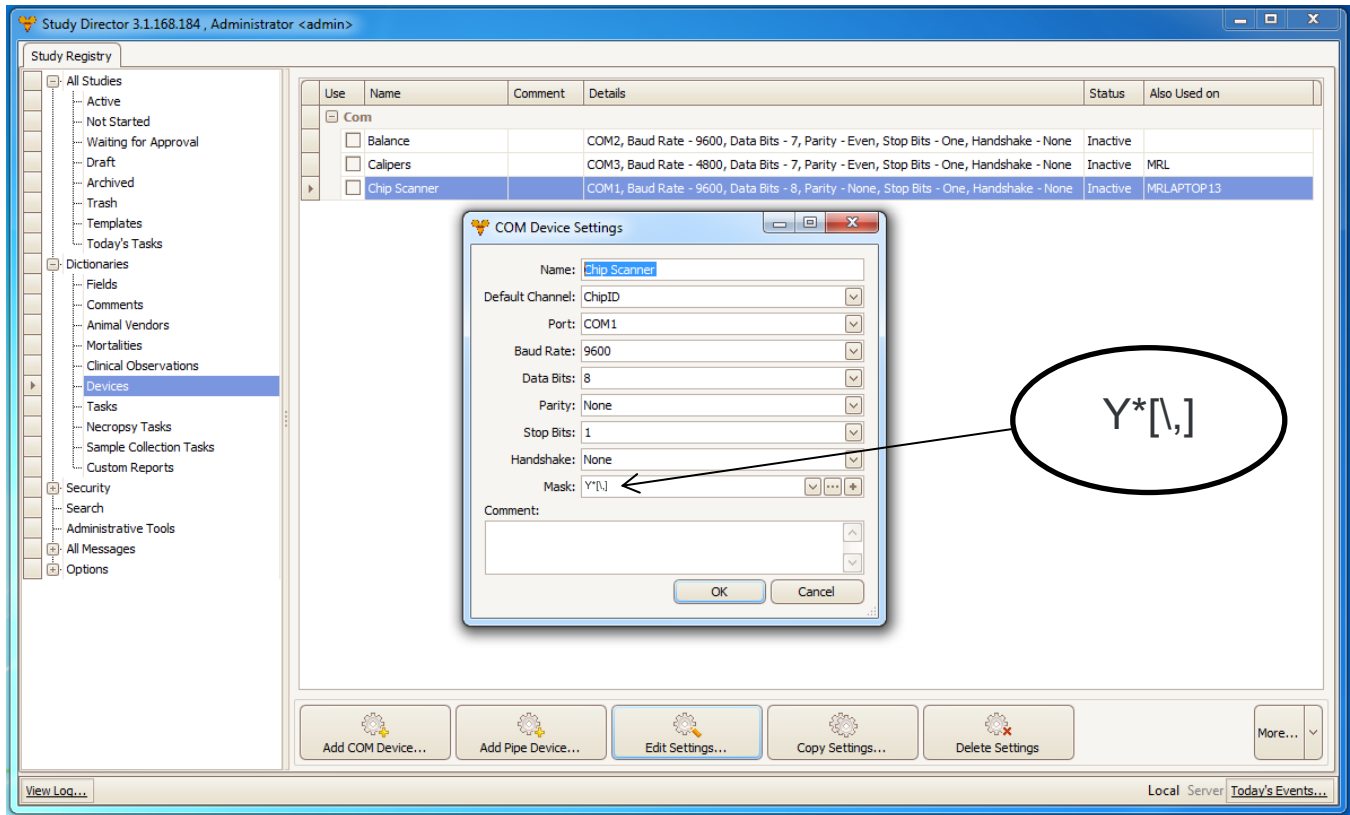 Study Director 3.1.168.184 , Administrator <admin>
Study Registry
All Studies
Active
Not Started
Waiting for Approval
Draft
Archived
Trash
Templates
Today's Tasks
Dictionaries
Fields
Comments
Animal Vendors
Mortalities
Clinical Observations
Devices
Tasks
Necropsy Tasks
Sample Collection Tasks
Custom Reports
Security
Search
Administrative Tools
All Messages
Options
Use Name Comment Details Status Also Used on
Com
Balance COM2, Baud Rate - 9600, Data Bits - 7, Parity - Even, Stop Bits - One, Handshake - None Inactive
Calipers COM3, Baud Rate - 4800, Data Bits - 7, Parity - Even, Stop Bits - One, Handshake - None Inactive MRL
Chip Scanner COM1, Baud Rate - 9600, Data Bits - 8, Parity - None, Stop Bits - One, Handshake - None Inactive MRLAPTOP13
COM Device Settings
Name: Chip Scanner
Default Channel: ChipID
Port: COM1
Baud Rate: 9600
Data Bits: 8
Parity: None
Stop Bits: 1
Handshake: None
Mask: Y*[\,]
Comment:
OK Cancel
Y*[\,]
Add COM Device... Add Pipe Device... Edit Settings... Copy Settings... Delete Settings More...
View Log... Local Server Today's Events...